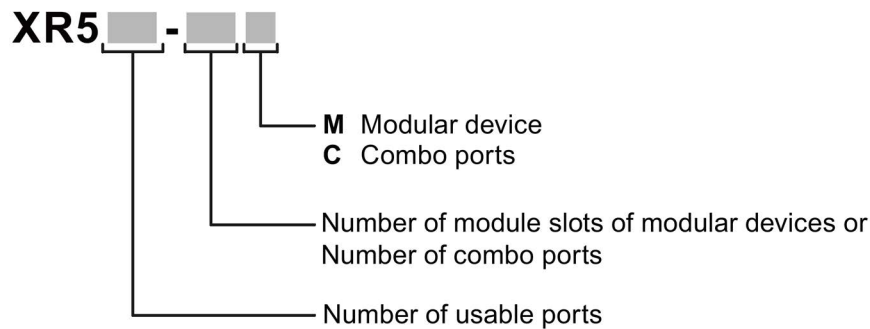 XR5 -
M Modular device
C Combo ports
Number of module slots of modular devices or
Number of combo ports
Number of usable ports